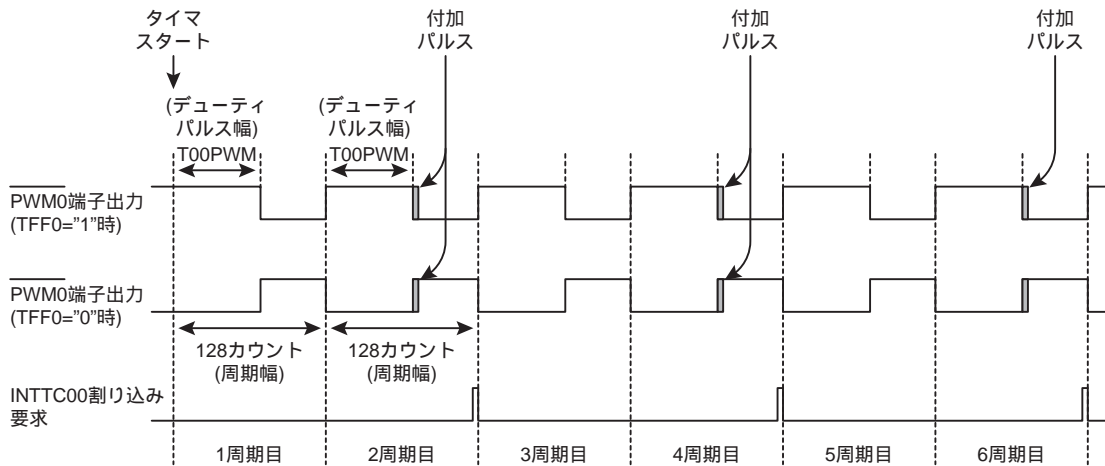 タイマ
スタート
付加
パルス
付加
パルス
付加
パルス
(デューティ
パルス幅)
T00PWM
(デューティ
パルス幅)
T00PWM
PWM0端子出力
(TFF0=”1”時)
PWM0端子出力
(TFF0=”0”時)
128カウント
(周期幅)
128カウント
(周期幅)
INTTC00割り込み
要求
1周期目
2周期目
3周期目
4周期目
5周期目
6周期目